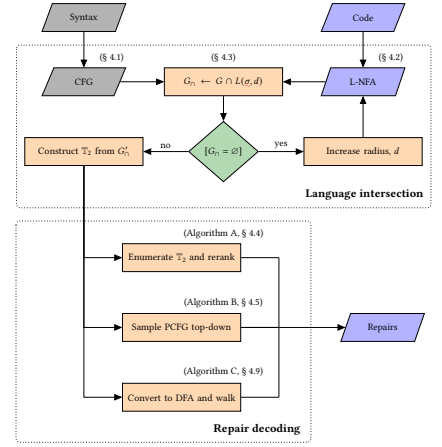 Syntax
Code
(§ 4.1)
(§ 4.3)
(§ 4.2)
CFG
G∩ ← G ∩ L(σ, d)
L-NFA
[G∩ = ∅]
no
yes
Construct 𝕋₂ from G′∩
Increase radius, d
Language intersection
(Algorithm A, § 4.4)
Enumerate 𝕋₂ and rerank
(Algorithm B, § 4.5)
Sample PCFG top-down
Repairs
(Algorithm C, § 4.9)
Convert to DFA and walk
Repair decoding